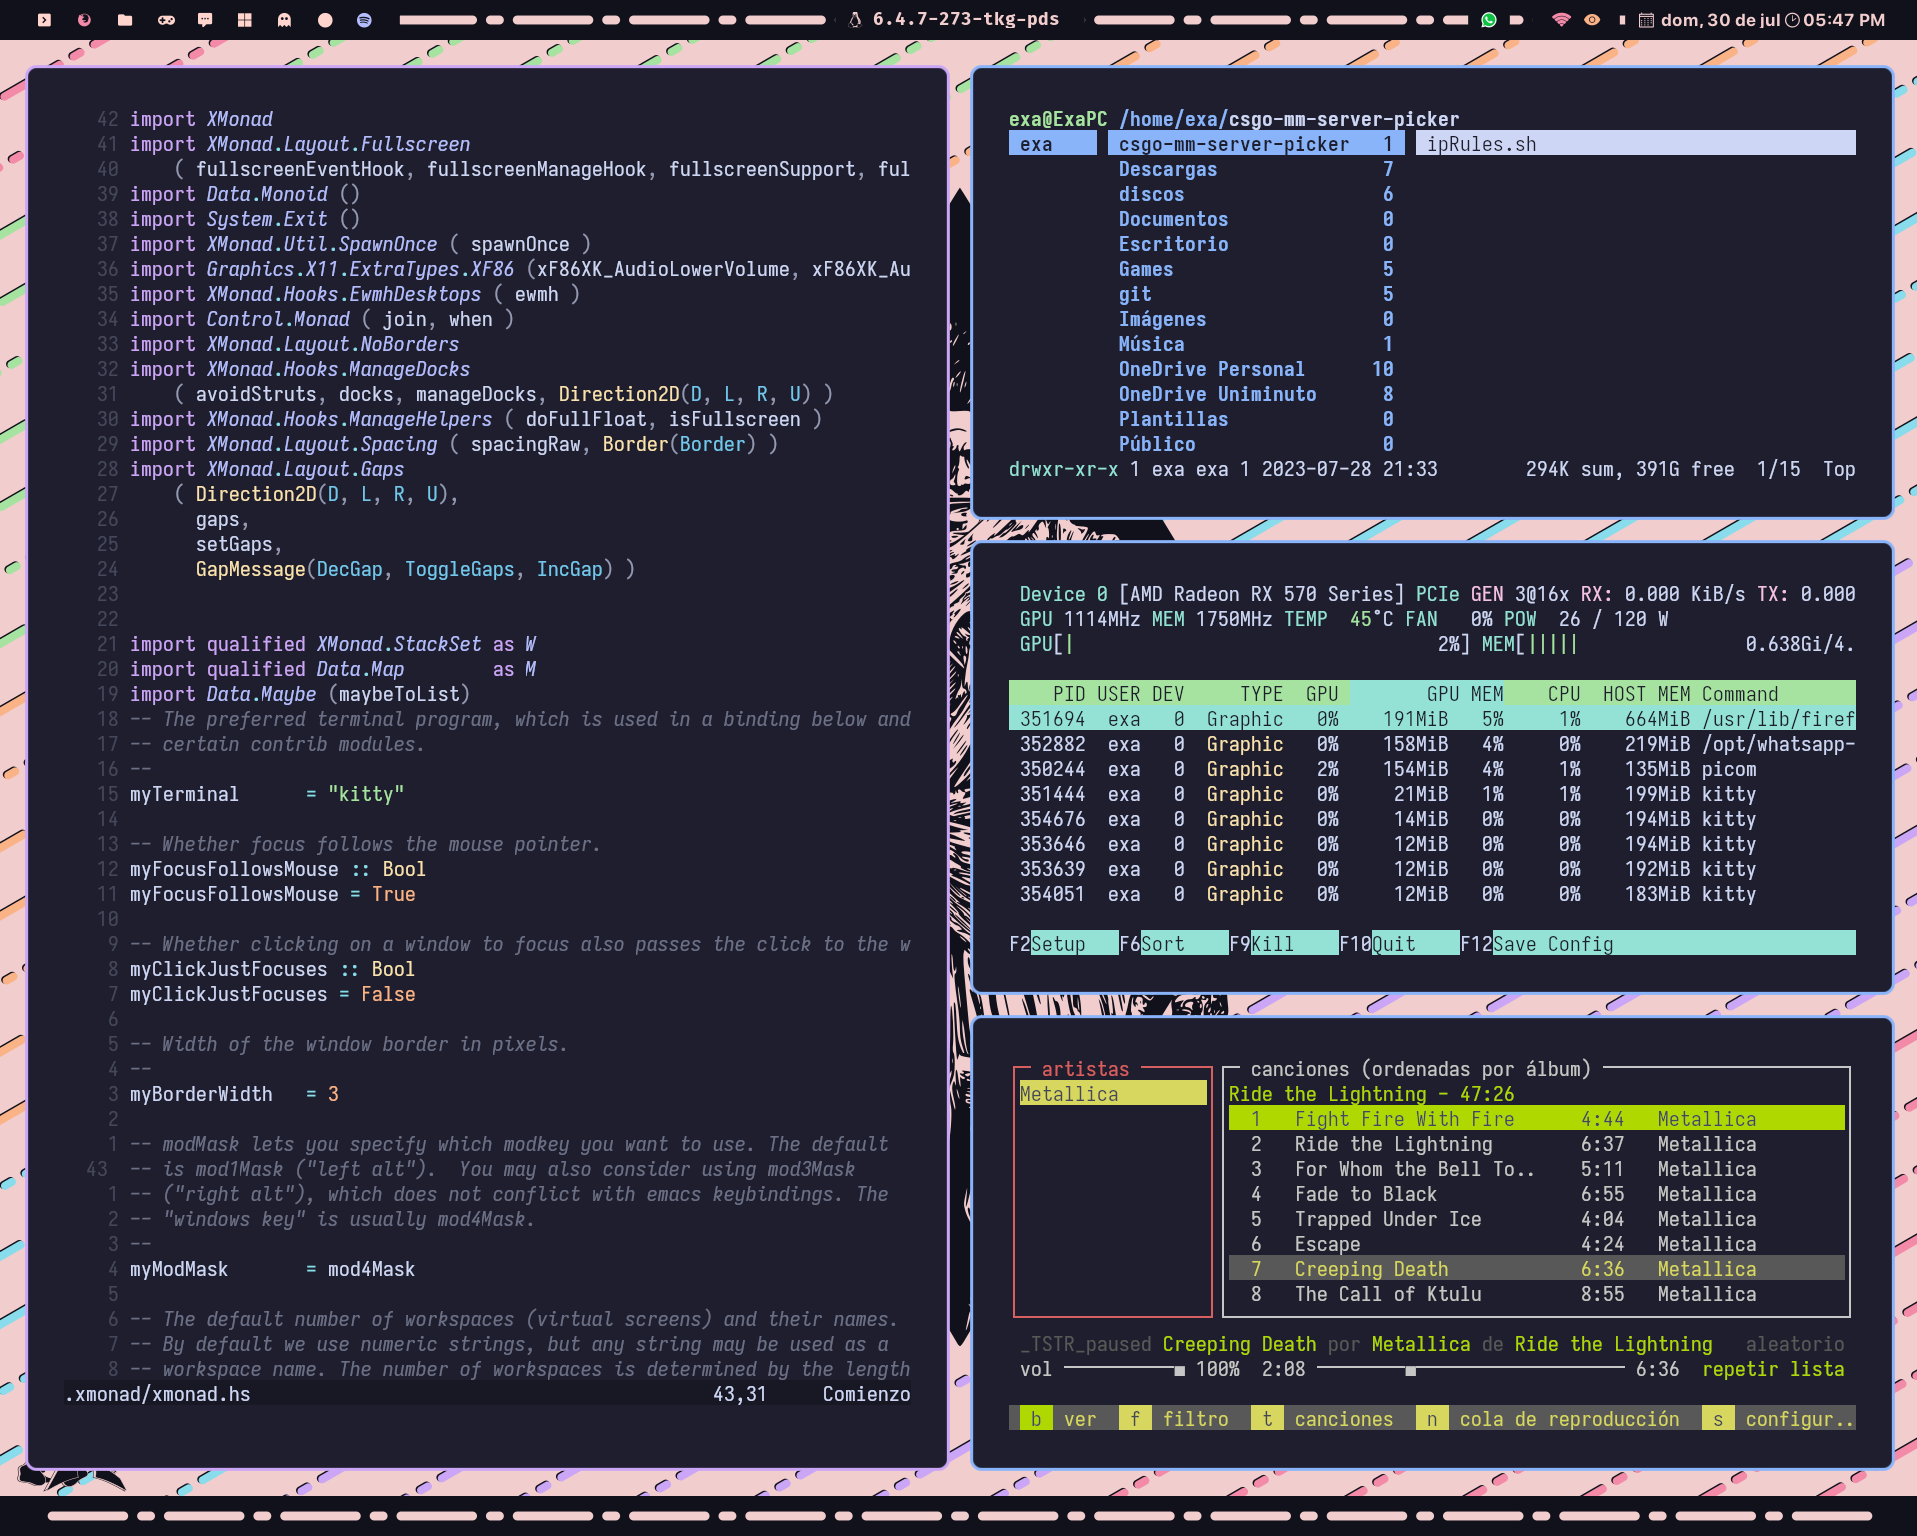 6.4.7-273-tkg-pds
dom, 30 de jul 05:47 PM
42 import XMonad
41 import XMonad.Layout.Fullscreen
40     ( fullscreenEventHook, fullscreenManageHook, fullscreenSupport, ful
39 import Data.Monoid ()
38 import System.Exit ()
37 import XMonad.Util.SpawnOnce ( spawnOnce )
36 import Graphics.X11.ExtraTypes.XF86 (xF86XK_AudioLowerVolume, xF86XK_Au
35 import XMonad.Hooks.EwmhDesktops ( ewmh )
34 import Control.Monad ( join, when )
33 import XMonad.Layout.NoBorders
32 import XMonad.Hooks.ManageDocks
31     ( avoidStruts, docks, manageDocks, Direction2D(D, L, R, U) )
30 import XMonad.Hooks.ManageHelpers ( doFullFloat, isFullscreen )
29 import XMonad.Layout.Spacing ( spacingRaw, Border(Border) )
28 import XMonad.Layout.Gaps
27     ( Direction2D(D, L, R, U),
26       gaps,
25       setGaps,
24       GapMessage(DecGap, ToggleGaps, IncGap) )
23
22
21 import qualified XMonad.StackSet as W
20 import qualified Data.Map        as M
19 import Data.Maybe (maybeToList)
18 -- The preferred terminal program, which is used in a binding below and
17 -- certain contrib modules.
16 --
15 myTerminal      = "kitty"
14
13 -- Whether focus follows the mouse pointer.
12 myFocusFollowsMouse :: Bool
11 myFocusFollowsMouse = True
10
9 -- Whether clicking on a window to focus also passes the click to the w
8 myClickJustFocuses :: Bool
7 myClickJustFocuses = False
6
5 -- Width of the window border in pixels.
4 --
3 myBorderWidth   = 3
2
1 -- modMask lets you specify which modkey you want to use. The default
43 -- is mod1Mask ("left alt").  You may also consider using mod3Mask
1 -- ("right alt"), which does not conflict with emacs keybindings. The
2 -- "windows key" is usually mod4Mask.
3 --
4 myModMask       = mod4Mask
5
6 -- The default number of workspaces (virtual screens) and their names.
7 -- By default we use numeric strings, but any string may be used as a
8 -- workspace name. The number of workspaces is determined by the length
.xmonad/xmonad.hs 43,31 Comienzo
exa@ExaPC /home/exa/csgo-mm-server-picker
exa csgo-mm-server-picker 1 ipRules.sh
Descargas 7
discos 6
Documentos 0
Escritorio 0
Games 5
git 5
Imágenes 0
Música 1
OneDrive Personal 10
OneDrive Uniminuto 8
Plantillas 0
Público 0
drwxr-xr-x 1 exa exa 1 2023-07-28 21:33 294K sum, 391G free 1/15 Top
Device 0 [AMD Radeon RX 570 Series] PCIe GEN 3@16x RX: 0.000 KiB/s TX: 0.000
GPU 1114MHz MEM 1750MHz TEMP 45°C FAN 0% POW 26 / 120 W
GPU[| 2%] MEM[||||| 0.638Gi/4.
PID USER DEV TYPE GPU GPU MEM CPU HOST MEM Command
351694 exa 0 Graphic 0% 191MiB 5% 1% 664MiB /usr/lib/firef
352882 exa 0 Graphic 0% 158MiB 4% 0% 219MiB /opt/whatsapp-
350244 exa 0 Graphic 2% 154MiB 4% 1% 135MiB picom
351444 exa 0 Graphic 0% 21MiB 1% 1% 199MiB kitty
354676 exa 0 Graphic 0% 14MiB 0% 0% 194MiB kitty
353646 exa 0 Graphic 0% 12MiB 0% 0% 194MiB kitty
353639 exa 0 Graphic 0% 12MiB 0% 0% 192MiB kitty
354051 exa 0 Graphic 0% 12MiB 0% 0% 183MiB kitty
F2Setup F6Sort F9Kill F10Quit F12Save Config
artistas
Metallica
canciones (ordenadas por álbum)
Ride the Lightning - 47:26
1 Fight Fire With Fire 4:44 Metallica
2 Ride the Lightning 6:37 Metallica
3 For Whom the Bell To.. 5:11 Metallica
4 Fade to Black 6:55 Metallica
5 Trapped Under Ice 4:04 Metallica
6 Escape 4:24 Metallica
7 Creeping Death 6:36 Metallica
8 The Call of Ktulu 8:55 Metallica
_TSTR_paused Creeping Death por Metallica de Ride the Lightning aleatorio
vol 100% 2:08 6:36 repetir lista
b ver f filtro t canciones n cola de reproducción s configur..